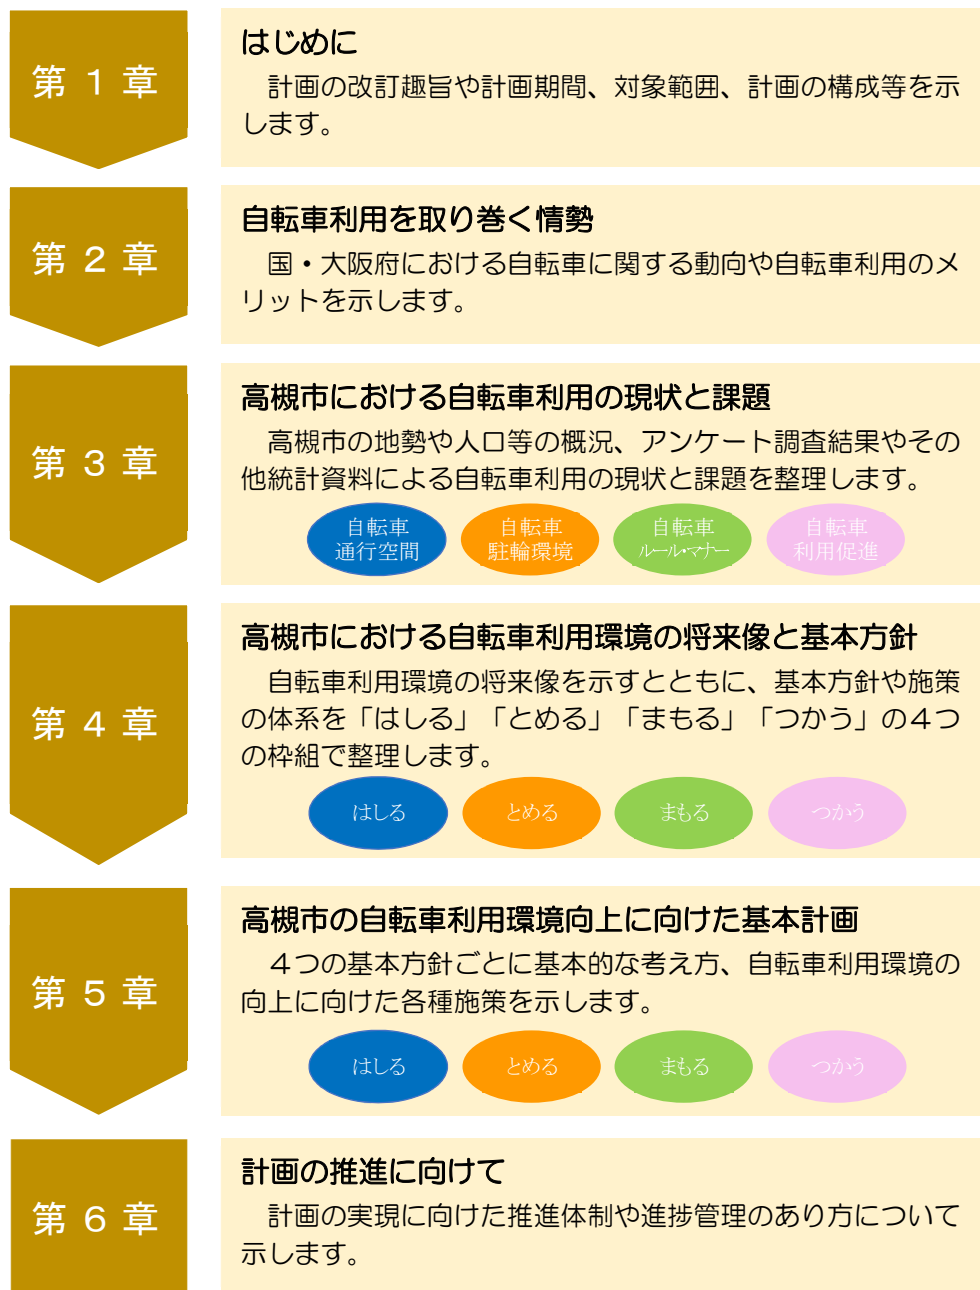 第 1 章
はじめに
計画の改訂趣旨や計画期間、対象範囲、計画の構成等を示
します。
第 2 章
自転車利用を取り巻く情勢
国・大阪府における自転車に関する動向や自転車利用のメ
リットを示します。
第 3 章
高槻市における自転車利用の現状と課題
高槻市の地勢や人口等の概況、アンケート調査結果やその
他統計資料による自転車利用の現状と課題を整理します。
自転車
通行空間
自転車
駐輪環境
自転車
ルール・マナー
自転車
利用促進
第 4 章
高槻市における自転車利用環境の将来像と基本方針
自転車利用環境の将来像を示すとともに、基本方針や施策
の体系を「はしる」「とめる」「まもる」「つかう」の４つ
の枠組で整理します。
はしる
とめる
まもる
つかう
第 5 章
高槻市の自転車利用環境向上に向けた基本計画
４つの基本方針ごとに基本的な考え方、自転車利用環境の
向上に向けた各種施策を示します。
はしる
とめる
まもる
つかう
第 6 章
計画の推進に向けて
計画の実現に向けた推進体制や進捗管理のあり方について
示します。